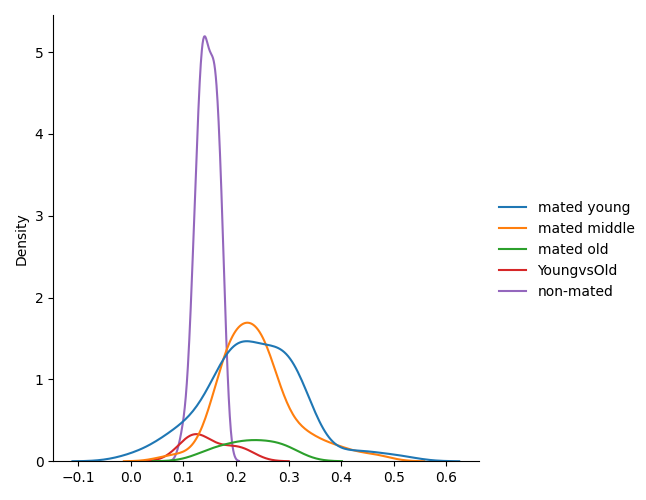 5
4
3
2
1
0
Density
−0.1 0.0 0.1 0.2 0.3 0.4 0.5 0.6
mated young
mated middle
mated old
YoungvsOld
non-mated